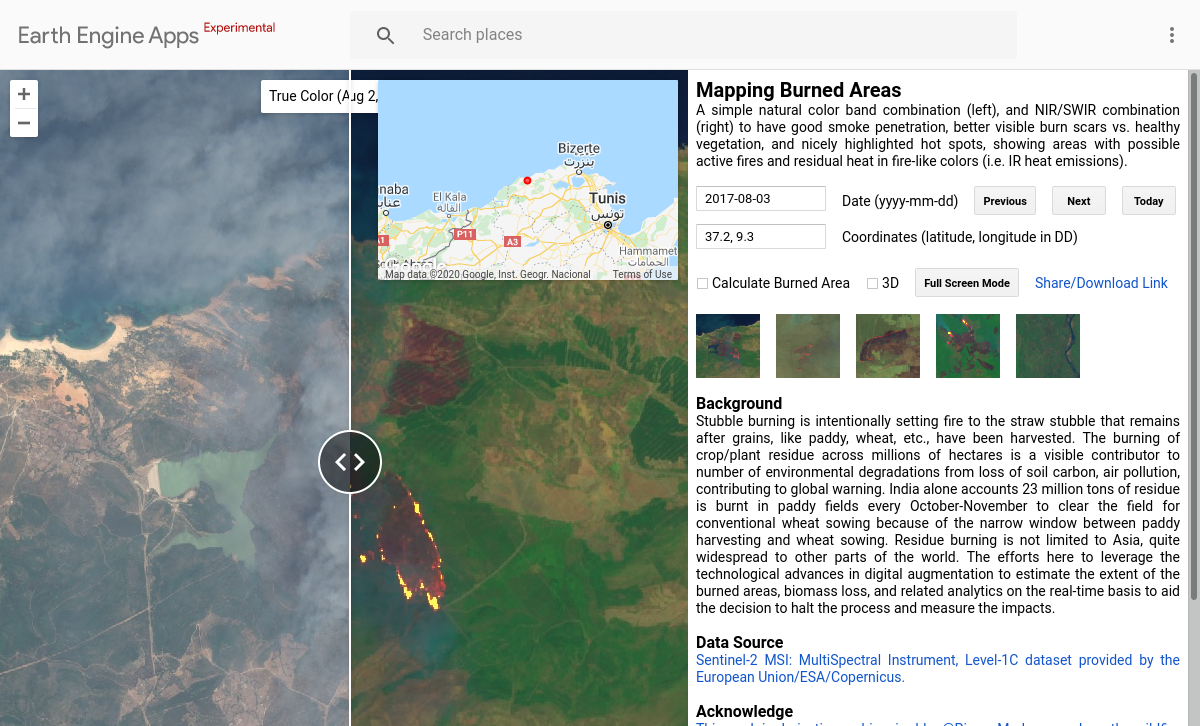 Earth Engine Apps Experimental
Search places
+
−
True Color (Aug 2,
Bizerte
بنزرت
Tunis
تونس
naba
عناب
El Kala
القالة
P11
A3
A1
Hammamet
الحمامات
Map data ©2020 Google, Inst. Geogr. Nacional
Terms of Use
Mapping Burned Areas
A simple natural color band combination (left), and NIR/SWIR combination
(right) to have good smoke penetration, better visible burn scars vs. healthy
vegetation, and nicely highlighted hot spots, showing areas with possible
active fires and residual heat in fire-like colors (i.e. IR heat emissions).
2017-08-03
Date (yyyy-mm-dd)
Previous
Next
Today
37.2, 9.3
Coordinates (latitude, longitude in DD)
Calculate Burned Area
3D
Full Screen Mode
Share/Download Link
Background
Stubble burning is intentionally setting fire to the straw stubble that remains
after grains, like paddy, wheat, etc., have been harvested. The burning of
crop/plant residue across millions of hectares is a visible contributor to
number of environmental degradations from loss of soil carbon, air pollution,
contributing to global warning. India alone accounts 23 million tons of residue
is burnt in paddy fields every October-November to clear the field for
conventional wheat sowing because of the narrow window between paddy
harvesting and wheat sowing. Residue burning is not limited to Asia, quite
widespread to other parts of the world. The efforts here to leverage the
technological advances in digital augmentation to estimate the extent of the
burned areas, biomass loss, and related analytics on the real-time basis to aid
the decision to halt the process and measure the impacts.
Data Source
Sentinel-2 MSI: MultiSpectral Instrument, Level-1C dataset provided by the
European Union/ESA/Copernicus.
Acknowledge